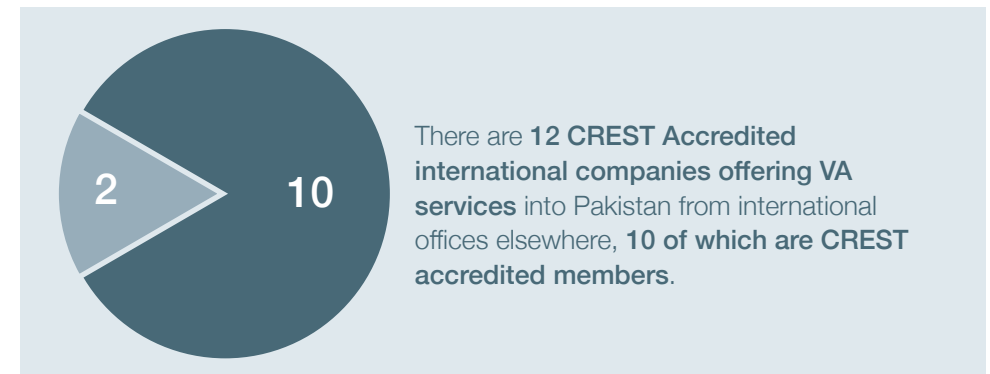 2
10
There are 12 CREST Accredited
international companies offering VA
services into Pakistan from international
offices elsewhere, 10 of which are CREST
accredited members.